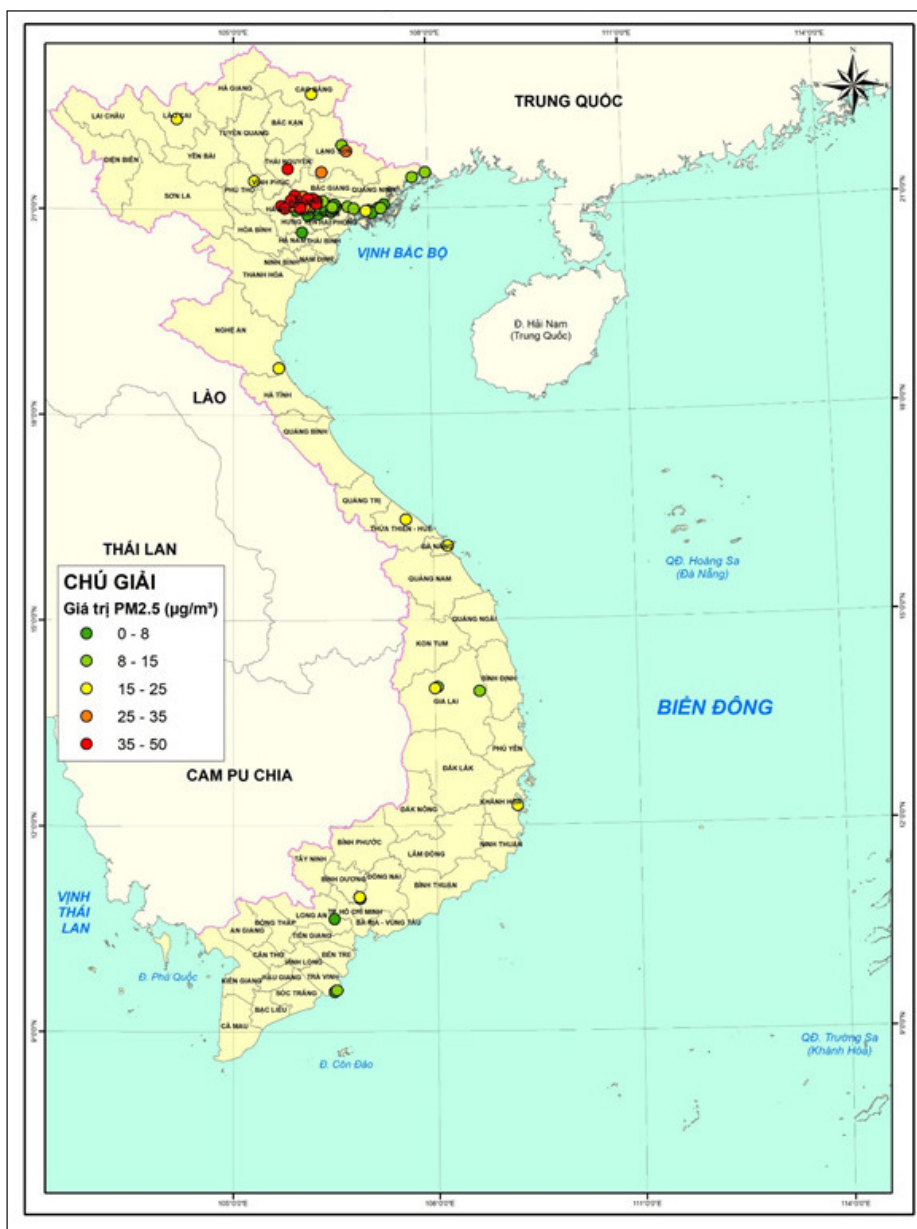 HÀ GIANG
CAO BẰNG
LAI CHÂU
LÀO CAI
BẮC KẠN
TUYÊN QUANG
TRUNG QUỐC
ĐIỆN BIÊN
YÊN BÁI
THÁI NGUYÊN
SƠN LA
PHÚ THỌ
VĨNH PHÚC
BẮC GIANG
QUẢNG NINH
HƯNG YÊN
HẢI PHÒNG
HÒA BÌNH
HÀ NAM
THÁI BÌNH
NINH BÌNH
NAM ĐỊNH
VỊNH BẮC BỘ
THANH HÓA
NGHỆ AN
Đ. Hải Nam
(Trung Quốc)
LÀO
HÀ TĨNH
QUẢNG BÌNH
QUẢNG TRỊ
THỪA THIÊN - HUẾ
ĐÀ NẴNG
THÁI LAN
QĐ. Hoàng Sa
(Đà Nẵng)
QUẢNG NAM
CHÚ GIẢI
Giá trị PM2.5 (µg/m³)
0 - 8
8 - 15
15 - 25
25 - 35
35 - 50
QUẢNG NGÃI
KON TUM
BÌNH ĐỊNH
GIA LAI
BIỂN ĐÔNG
PHÚ YÊN
ĐẮK LẮK
CAM PU CHIA
KHÁNH HÒA
ĐẮK NÔNG
BÌNH PHƯỚC
NINH THUẬN
LÂM ĐỒNG
TÂY NINH
BÌNH DƯƠNG
ĐỒNG NAI
BÌNH THUẬN
VỊNH
THÁI
LAN
LONG AN
TP. HỒ CHÍ MINH
BÀ RỊA - VŨNG TÀU
ĐỒNG THÁP
AN GIANG
TIỀN GIANG
CẦN THƠ
BẾN TRE
VĨNH LONG
Đ. Phú Quốc
KIÊN GIANG
HẬU GIANG
TRÀ VINH
SÓC TRĂNG
BẠC LIÊU
CÀ MAU
Đ. Côn Đảo
QĐ. Trường Sa
(Khánh Hòa)